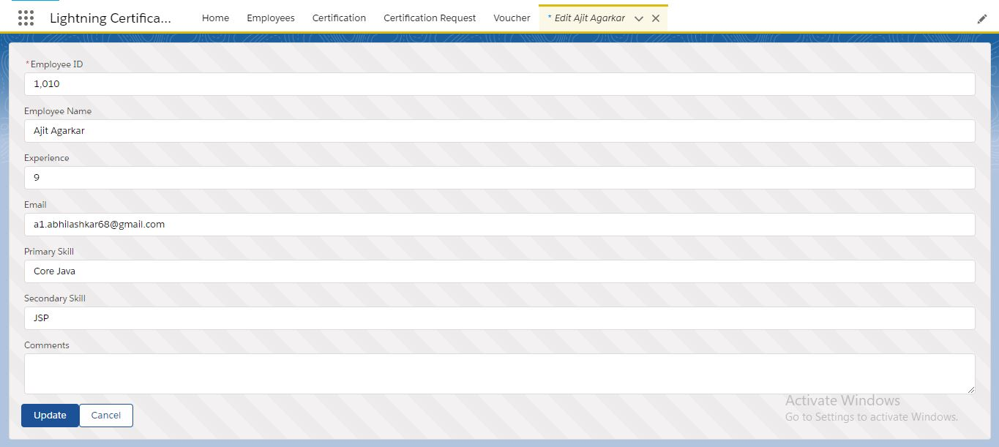 Lightning Certifica...
Home
Employees
Certification
Certification Request
Voucher
* Edit Ajit Agarkar
*Employee ID
1,010
Employee Name
Ajit Agarkar
Experience
9
Email
a1.abhilashkar68@gmail.com
Primary Skill
Core Java
Secondary Skill
JSP
Comments
Update
Cancel
Activate Windows
Go to Settings to activate Windows.